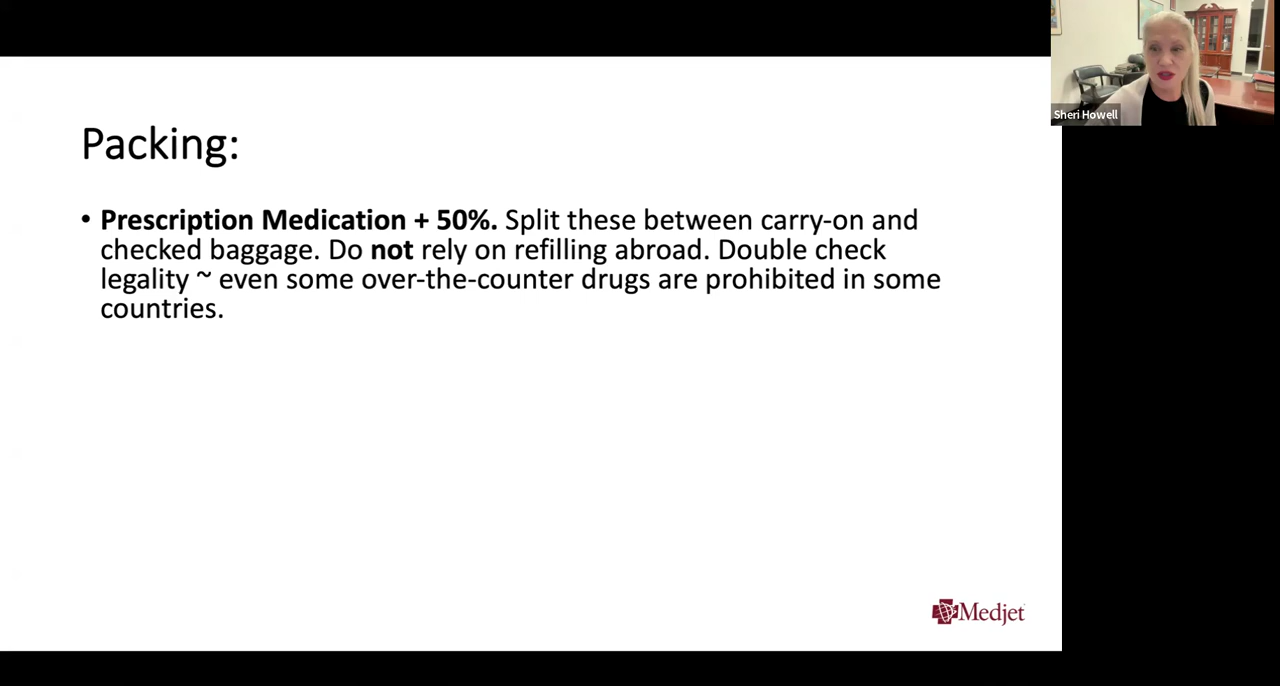 Packing:
• Prescription Medication + 50%. Split these between carry-on and
checked baggage. Do not rely on refilling abroad. Double check
legality ~ even some over-the-counter drugs are prohibited in some
countries.
Sheri Howell
Medjet